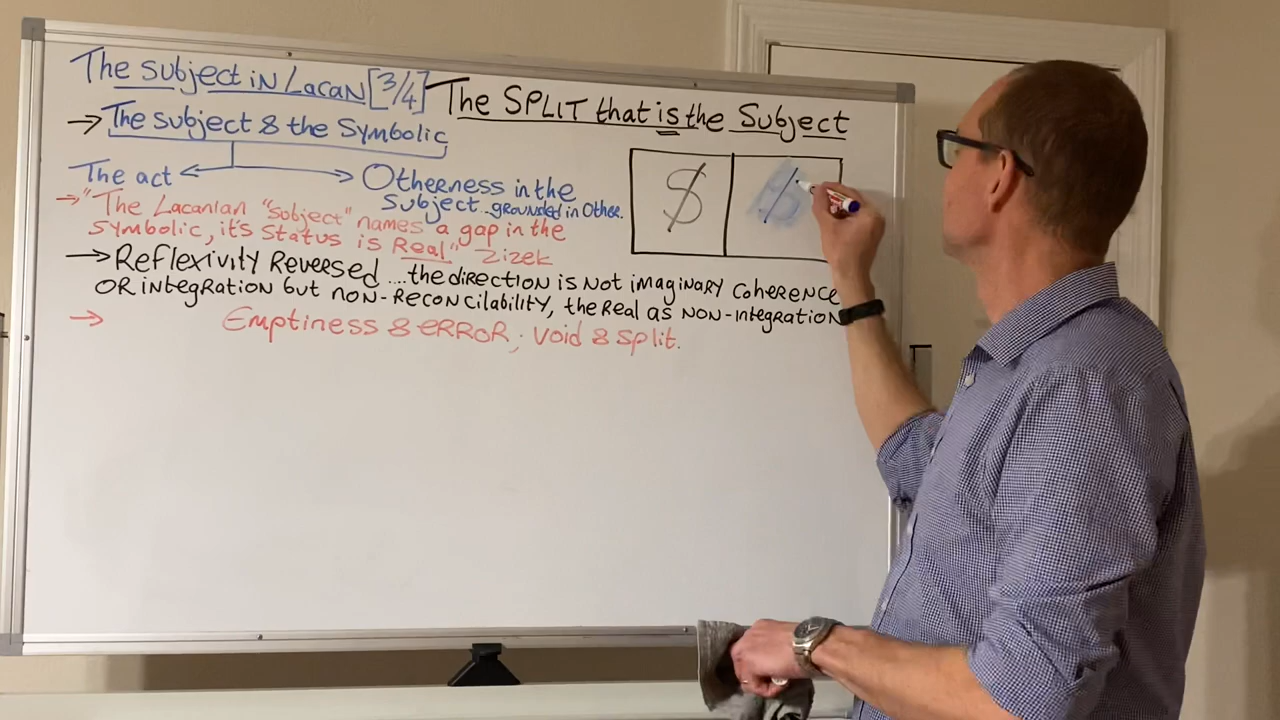 The subject in Lacan [3/4]
The SPLIT that is the Subject
→ The subject & the Symbolic
The act
Otherness in the
Subject ..grounded in Other.
$ $
→ "The Lacanian "subject" names a gap in the
symbolic, it's status is Real" Zizek
→ Reflexivity Reversed ....the direction is not imaginary coherence
OR integration but non-Reconcilability, the Real as NON-integration
→ Emptiness & ERROR; void & split.